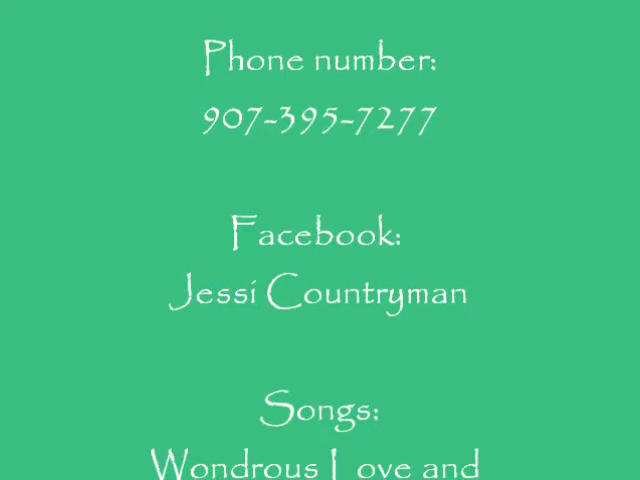 Phone number:
907-395-7277
Facebook:
Jessi Countryman
Songs:
Wondrous Love and